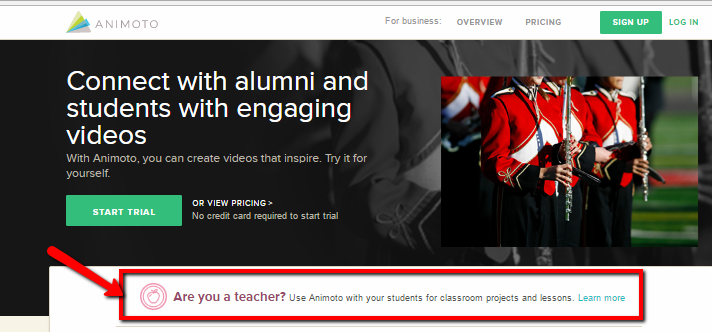 ANIMOTO
For business: OVERVIEW PRICING SIGN UP LOG IN
Connect with alumni and
students with engaging
videos
With Animoto, you can create videos that inspire. Try it for
yourself.
START TRIAL
OR VIEW PRICING >
No credit card required to start trial
Are you a teacher? Use Animoto with your students for classroom projects and lessons. Learn more